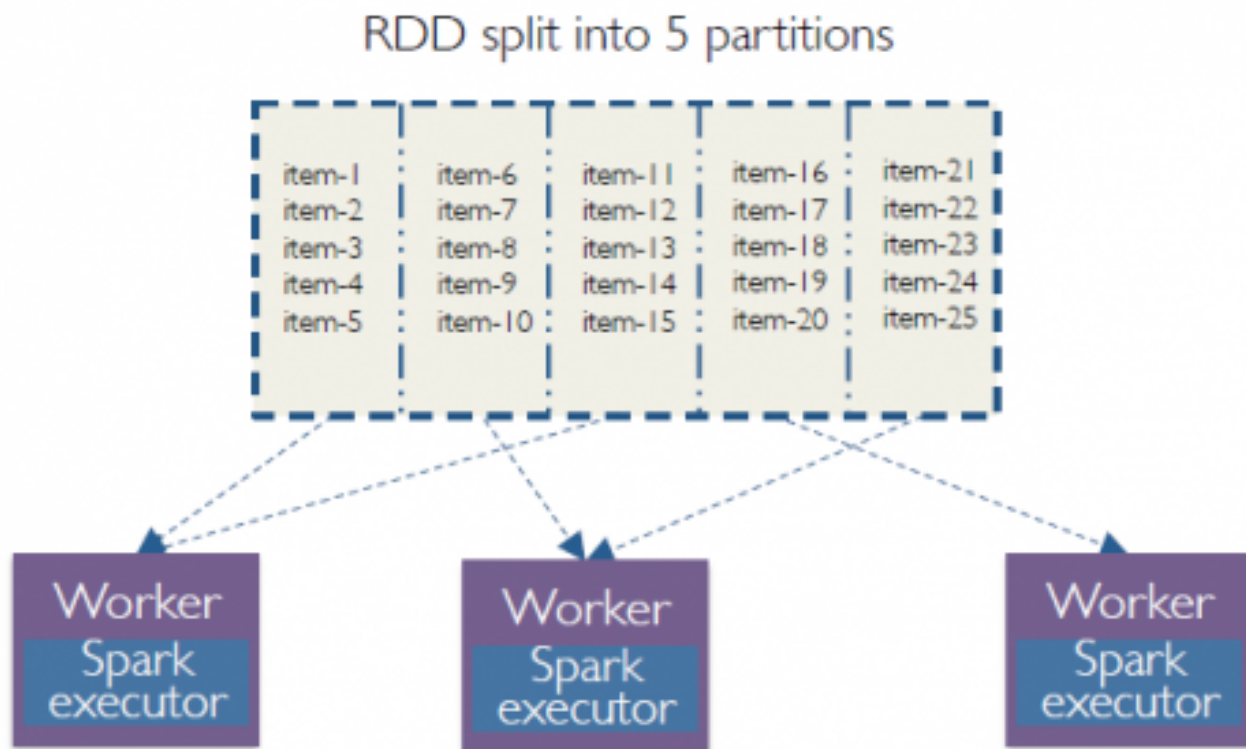 RDD split into 5 partitions
item-1
item-2
item-3
item-4
item-5
item-6
item-7
item-8
item-9
item-10
item-11
item-12
item-13
item-14
item-15
item-16
item-17
item-18
item-19
item-20
item-21
item-22
item-23
item-24
item-25
Worker
Spark
executor
Worker
Spark
executor
Worker
Spark
executor